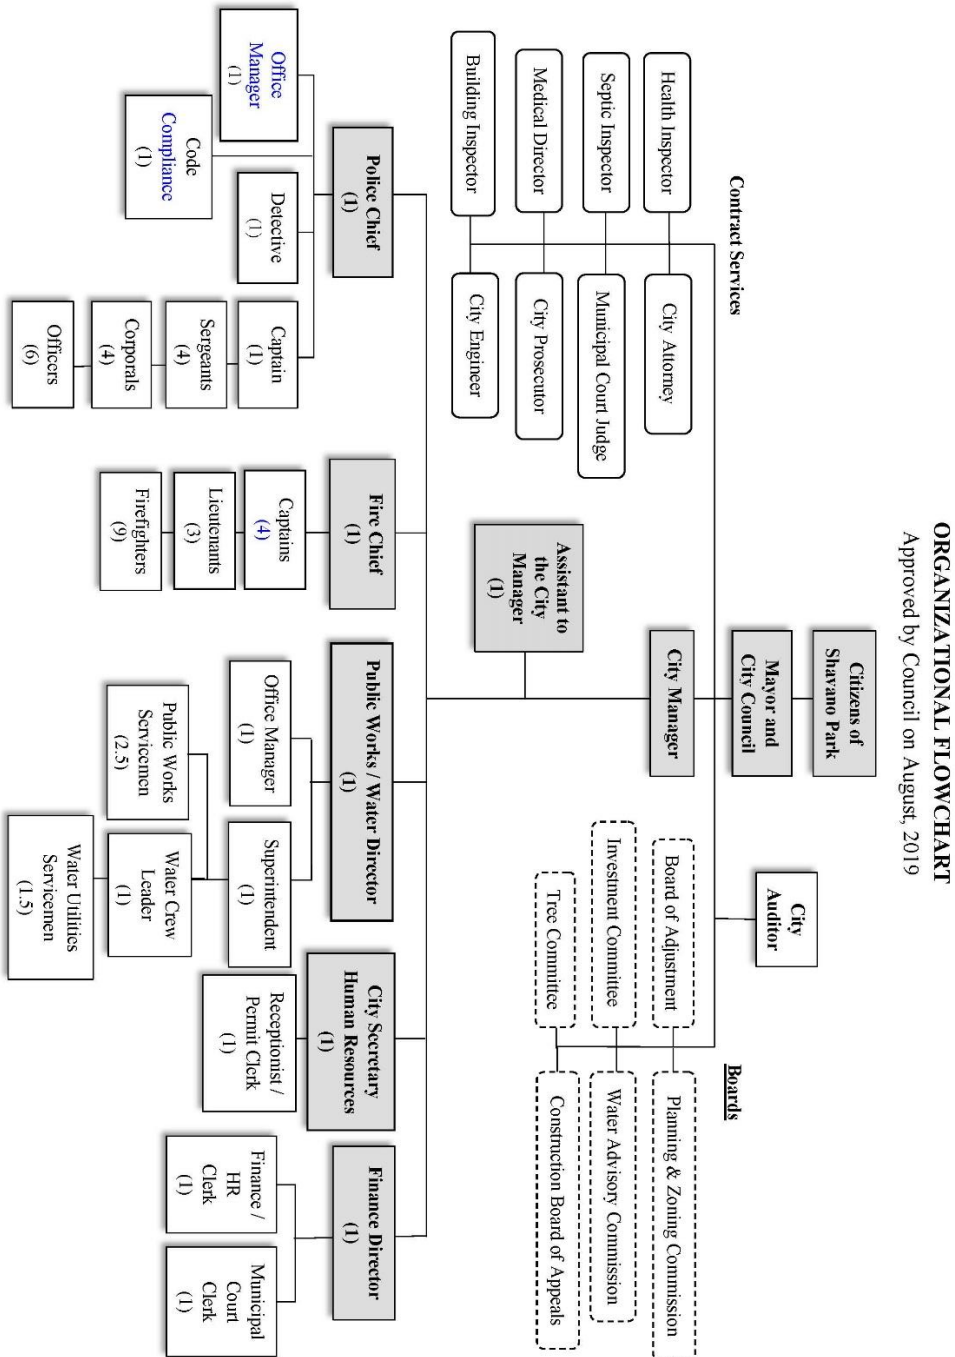 ORGANIZATIONAL FLOWCHART
Approved by Council on August, 2019
Citizens of
Shavano Park
Mayor and
City Council
City
Auditor
Contract Services
Boards
City Manager
Health Inspector
City Attorney
Septic Inspector
Municipal Court Judge
Medical Director
City Prosecutor
Building Inspector
City Engineer
Board of Adjustment
Planning & Zoning Commission
Investment Committee
Water Advisory Commission
Tree Committee
Construction Board of Appeals
Assistant to
the City
Manager
(1)
Police Chief
(1)
Fire Chief
(1)
Public Works / Water Director
(1)
City Secretary
Human Resources
(1)
Finance Director
(1)
Office
Manager
(1)
Code
Compliance
(1)
Detective
(1)
Captain
(1)
Sergeants
(4)
Corporals
(4)
Officers
(6)
Captains
(4)
Lieutenants
(3)
Firefighters
(9)
Office Manager
(1)
Superintendent
(1)
Public Works
Servicemen
(2.5)
Water Crew
Leader
(1)
Water Utilities
Servicemen
(1.5)
Receptionist /
Permit Clerk
(1)
Finance /
HR
Clerk
(1)
Municipal
Court
Clerk
(1)